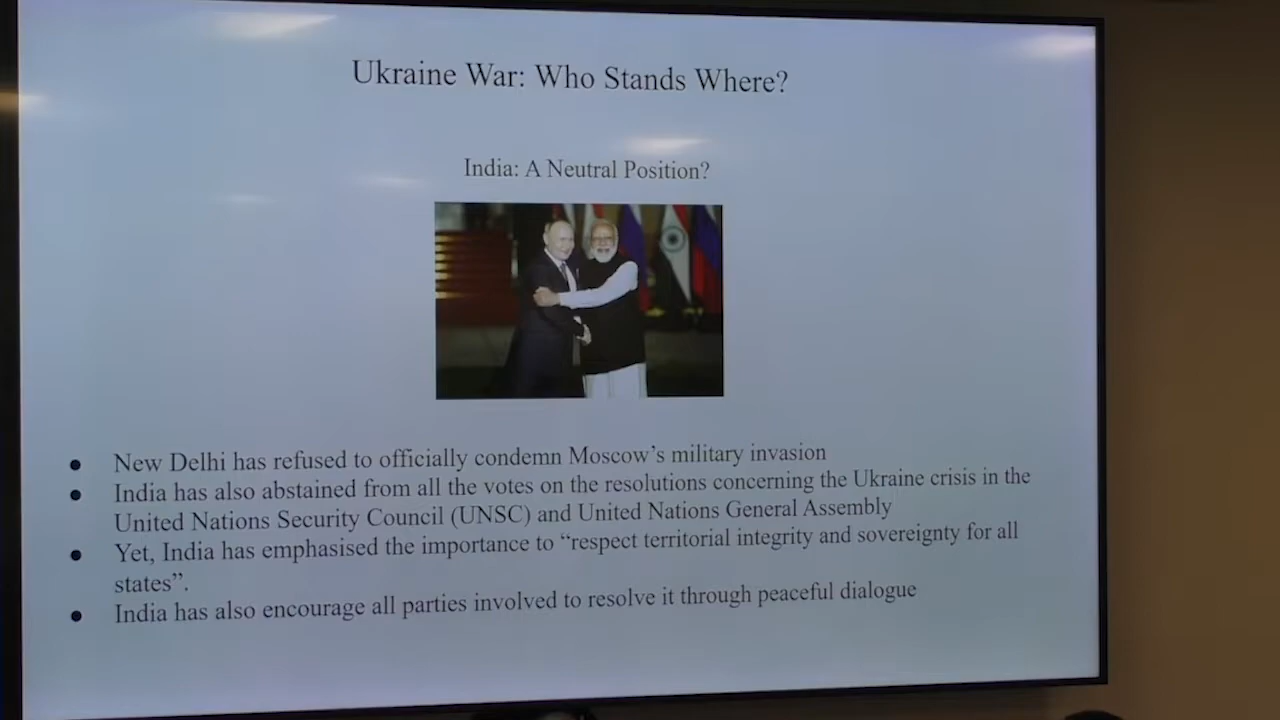 Ukraine War: Who Stands Where?
India: A Neutral Position?
● New Delhi has refused to officially condemn Moscow’s military invasion
● India has also abstained from all the votes on the resolutions concerning the Ukraine crisis in the
United Nations Security Council (UNSC) and United Nations General Assembly
● Yet, India has emphasised the importance to “respect territorial integrity and sovereignty for all
states”.
● India has also encourage all parties involved to resolve it through peaceful dialogue